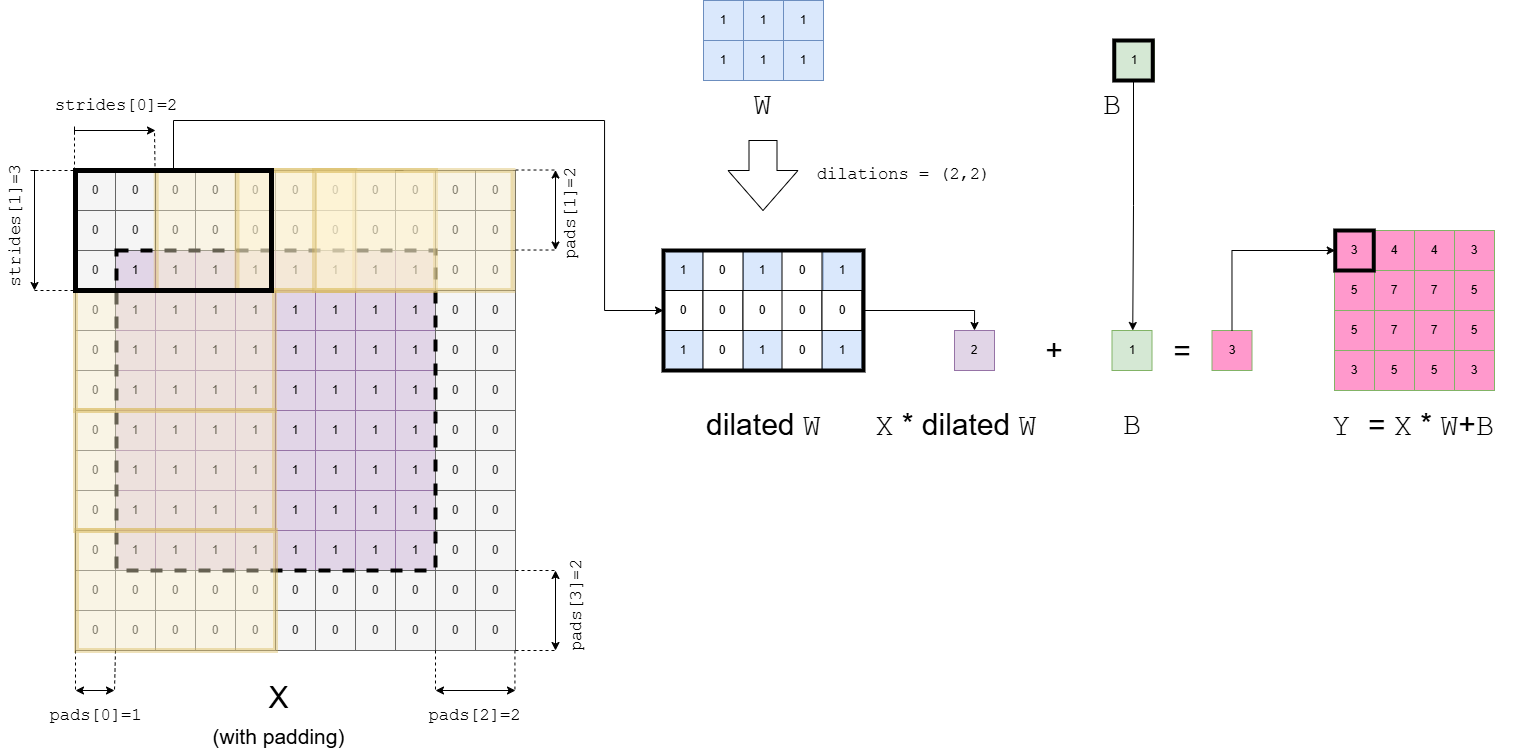 1 1 1
1 1 1
W
1
B
strides[0]=2
strides[1]=3
dilations = (2,2)
pads[1]=2
0 0 0 0 0 0 0 0 0 0 0
0 0 0 0 0 0 0 0 0 0 0
0 1 1 1 1 1 1 1 1 0 0
0 1 1 1 1 1 1 1 1 0 0
0 1 1 1 1 1 1 1 1 0 0
0 1 1 1 1 1 1 1 1 0 0
0 1 1 1 1 1 1 1 1 0 0
0 1 1 1 1 1 1 1 1 0 0
0 1 1 1 1 1 1 1 1 0 0
0 1 1 1 1 1 1 1 1 0 0
0 0 0 0 0 0 0 0 0 0 0
0 0 0 0 0 0 0 0 0 0 0
pads[3]=2
pads[0]=1
pads[2]=2
X
(with padding)
1 0 1 0 1
0 0 0 0 0
1 0 1 0 1
dilated W
2 + 1 = 3
X * dilated W
B
3 4 4 3
5 7 7 5
5 7 7 5
3 5 5 3
Y = X * W+B